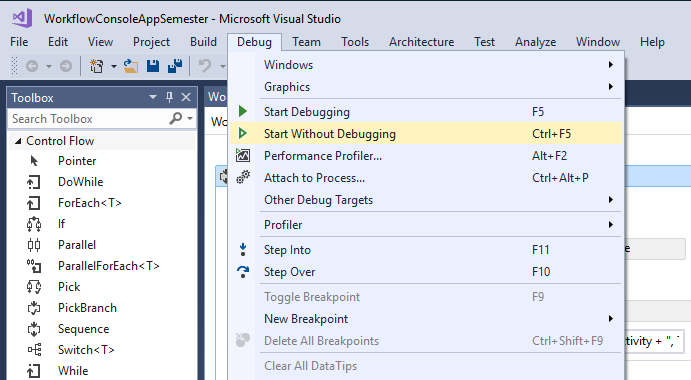 WorkflowConsoleAppSemester - Microsoft Visual Studio
File Edit View Project Build Debug Team Tools Architecture Test Analyze Window Help
Toolbox
Search Toolbox
Control Flow
Pointer
DoWhile
ForEach<T>
If
Parallel
ParallelForEach<T>
Pick
PickBranch
Sequence
Switch<T>
While
Windows
Graphics
Start Debugging F5
Start Without Debugging Ctrl+F5
Performance Profiler... Alt+F2
Attach to Process... Ctrl+Alt+P
Other Debug Targets
Profiler
Step Into F11
Step Over F10
Toggle Breakpoint F9
New Breakpoint
Delete All Breakpoints Ctrl+Shift+F9
Clear All DataTips
tivity + ",